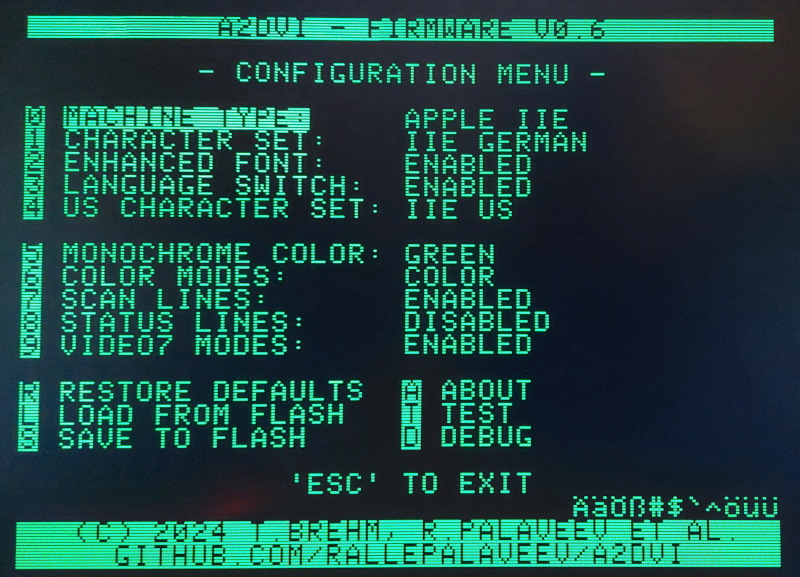 A2DVI - FIRMWARE V0.6
- CONFIGURATION MENU -
0 MACHINE TYPE: APPLE IIE
1 CHARACTER SET: IIE GERMAN
2 ENHANCED FONT: ENABLED
3 LANGUAGE SWITCH: ENABLED
4 US CHARACTER SET: IIE US
5 MONOCHROME COLOR: GREEN
6 COLOR MODES: COLOR
7 SCAN LINES: ENABLED
8 STATUS LINES: DISABLED
9 VIDEO7 MODES: ENABLED
R RESTORE DEFAULTS A ABOUT
L LOAD FROM FLASH T TEST
S SAVE TO FLASH D DEBUG
'ESC' TO EXIT
ÄäÖß#$`^öÜü
(C) 2024 T.BREHM, R.PALAVEEV ET AL.
GITHUB.COM/RALLEPALAVEEV/A2DVI